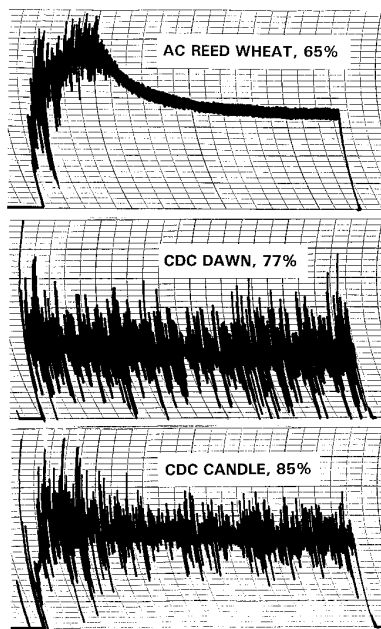 AC REED WHEAT, 65%
CDC DAWN, 77%
CDC CANDLE, 85%